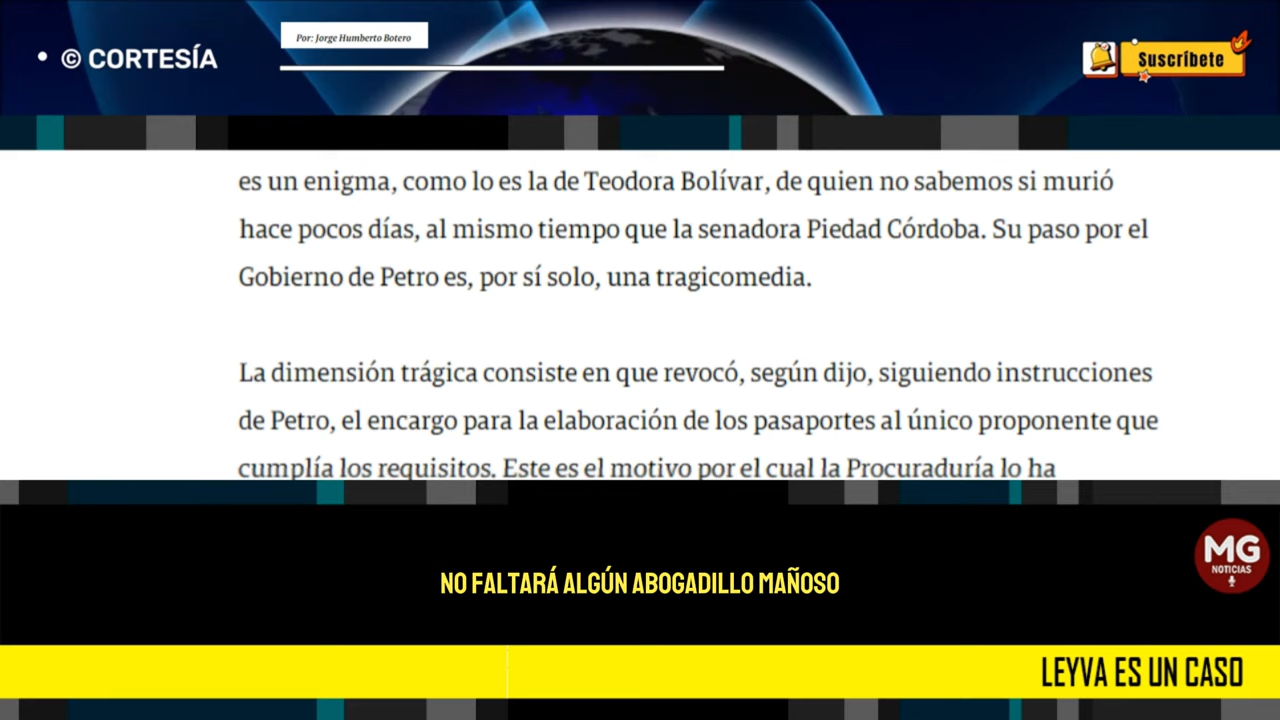 • © CORTESÍA
Por: Jorge Humberto Botero
Suscríbete
es un enigma, como lo es la de Teodora Bolívar, de quien no sabemos si murió
hace pocos días, al mismo tiempo que la senadora Piedad Córdoba. Su paso por el
Gobierno de Petro es, por sí solo, una tragicomedia.
La dimensión trágica consiste en que revocó, según dijo, siguiendo instrucciones
de Petro, el encargo para la elaboración de los pasaportes al único proponente que
cumplía los requisitos. Este es el motivo por el cual la Procuraduría lo ha
MG
NOTICIAS
NO FALTARÁ ALGÚN ABOGADILLO MAÑOSO
LEYVA ES UN CASO